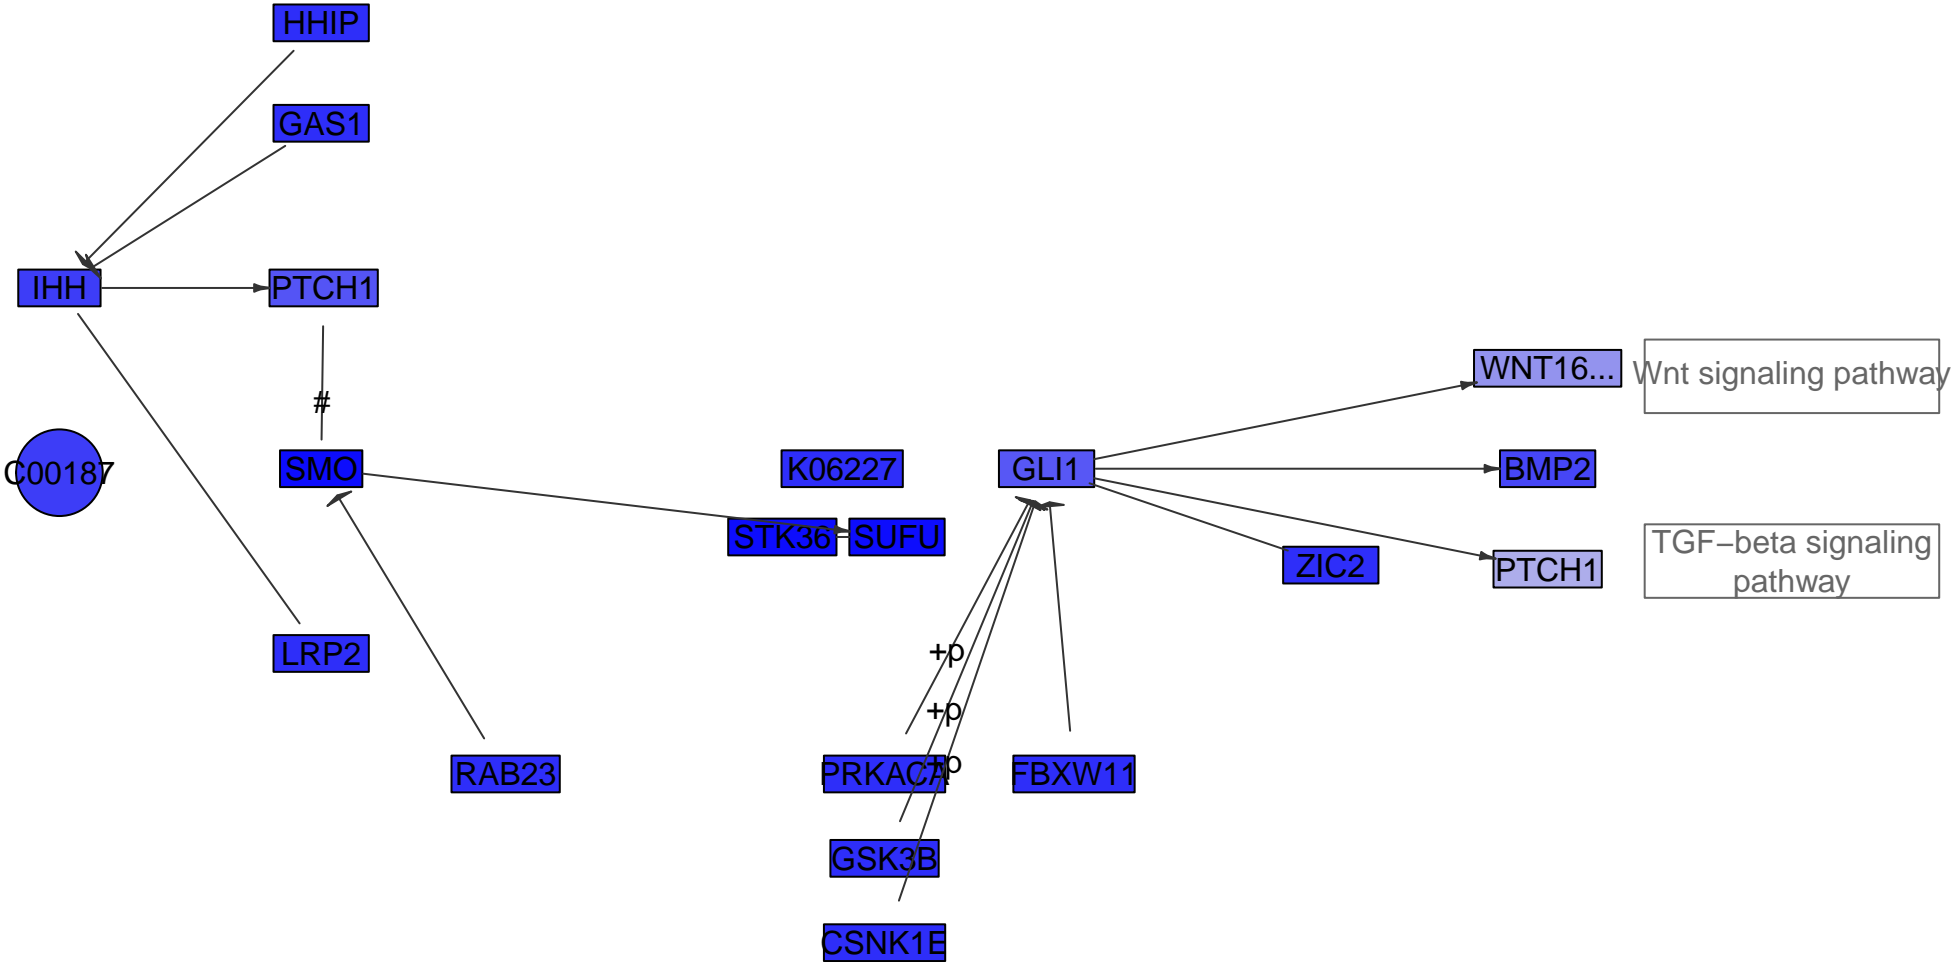 HHIP
GAS1
IHH
PTCH1
WNT16...
Wnt signaling pathway
#
C00187
SMO
K06227
GLI1
BMP2
STK36
SUFU
ZIC2
PTCH1
TGF−beta signaling
pathway
LRP2
+p
+p
+p
RAB23
PRKACA
FBXW11
GSK3B
CSNK1E